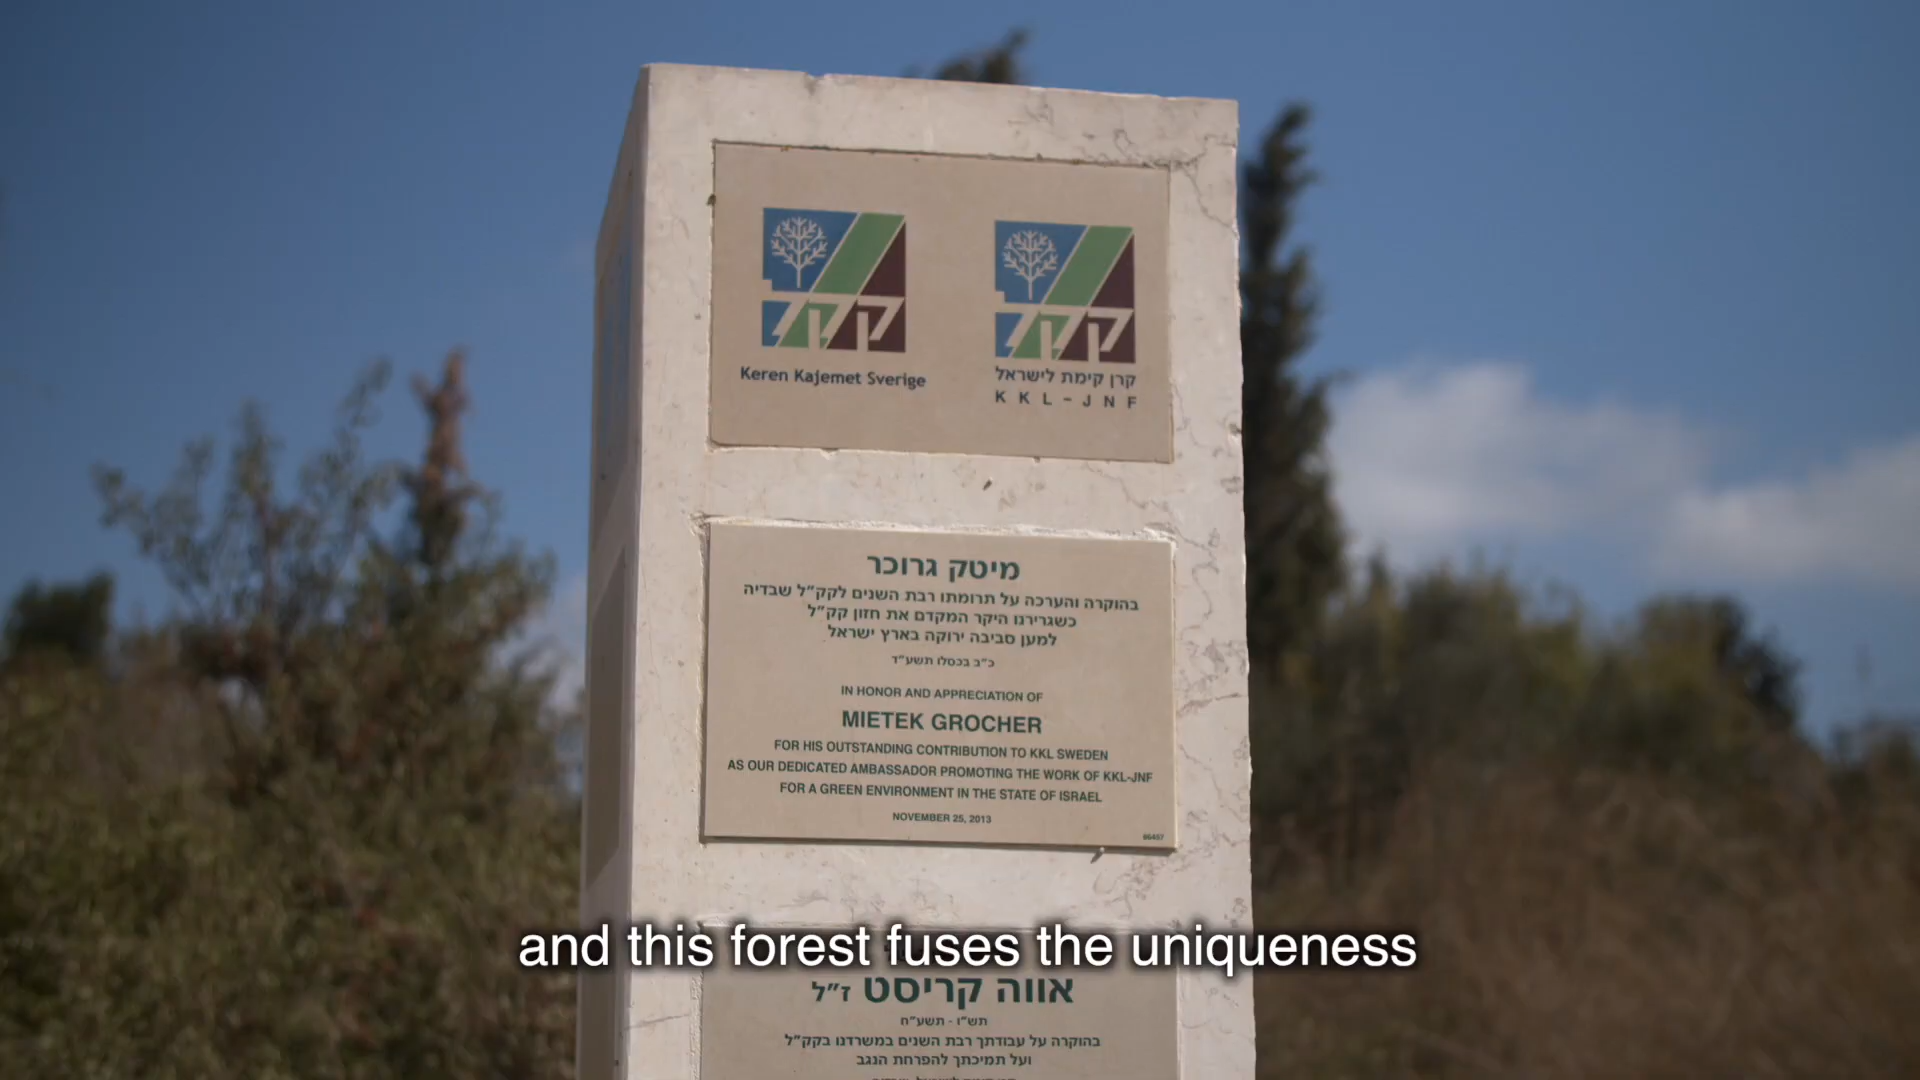 קקל
קקל
Keren Kajemet Sverige
קרן קימת לישראל
KKL-JNF
מיטק גרוכר
בהוקרה והערכה על תרומתו רבת השנים לקק"ל שבדיה
כשגרירנו היקר המקדם את חזון קק"ל
למען סביבה ירוקה בארץ ישראל
כ"ב בכסלו תשע"ד
IN HONOR AND APPRECIATION OF
MIETEK GROCHER
FOR HIS OUTSTANDING CONTRIBUTION TO KKL SWEDEN
AS OUR DEDICATED AMBASSADOR PROMOTING THE WORK OF KKL-JNF
FOR A GREEN ENVIRONMENT IN THE STATE OF ISRAEL
NOVEMBER 25, 2013
86407
and this forest fuses the uniqueness
אווה קריסט ז"ל
תש"ו - תשע"ח
בהוקרה על עבודתך רבת השנים במשרדנו בקק"ל
ועל תמיכתך להפרחת הנגב